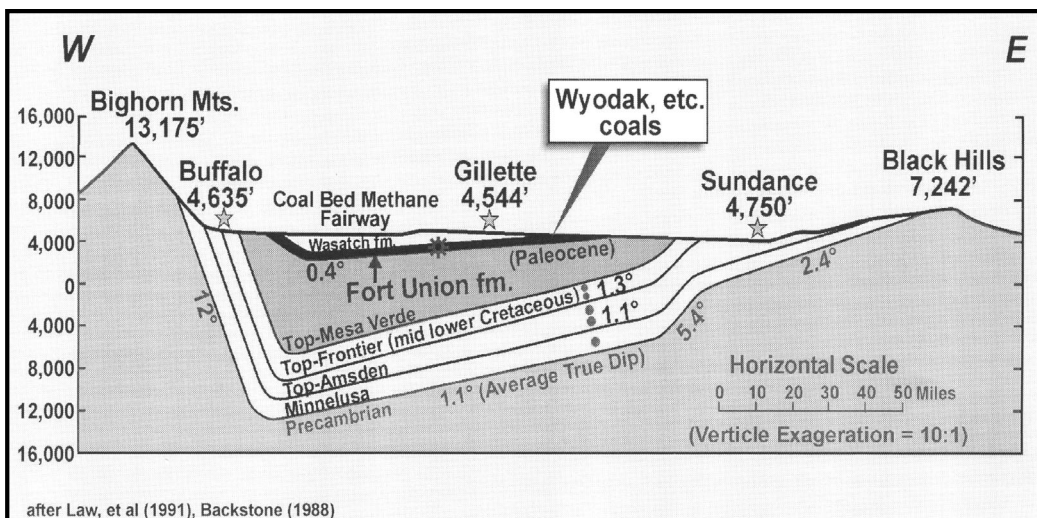 W
E
Bighorn Mts.
13,175'
Wyodak, etc.
coals
Buffalo
4,635'
Coal Bed Methane
Fairway
Gillette
4,544'
Sundance
4,750'
Black Hills
7,242'
16,000
12,000
8,000
4,000
0
4,000
8,000
12,000
16,000
Wasatch fm.
(Paleocene)
0.4°
Fort Union fm.
12°
Top-Mesa Verde
Top-Frontier (mid lower Cretaceous)
Top-Amsden
Minnelusa
Precambrian
1.3°
1.1°
1.1° (Average True Dip)
5.4°
2.4°
Horizontal Scale
0 10 20 30 40 50 Miles
(Verticle Exageration = 10:1)
after Law, et al (1991), Backstone (1988)